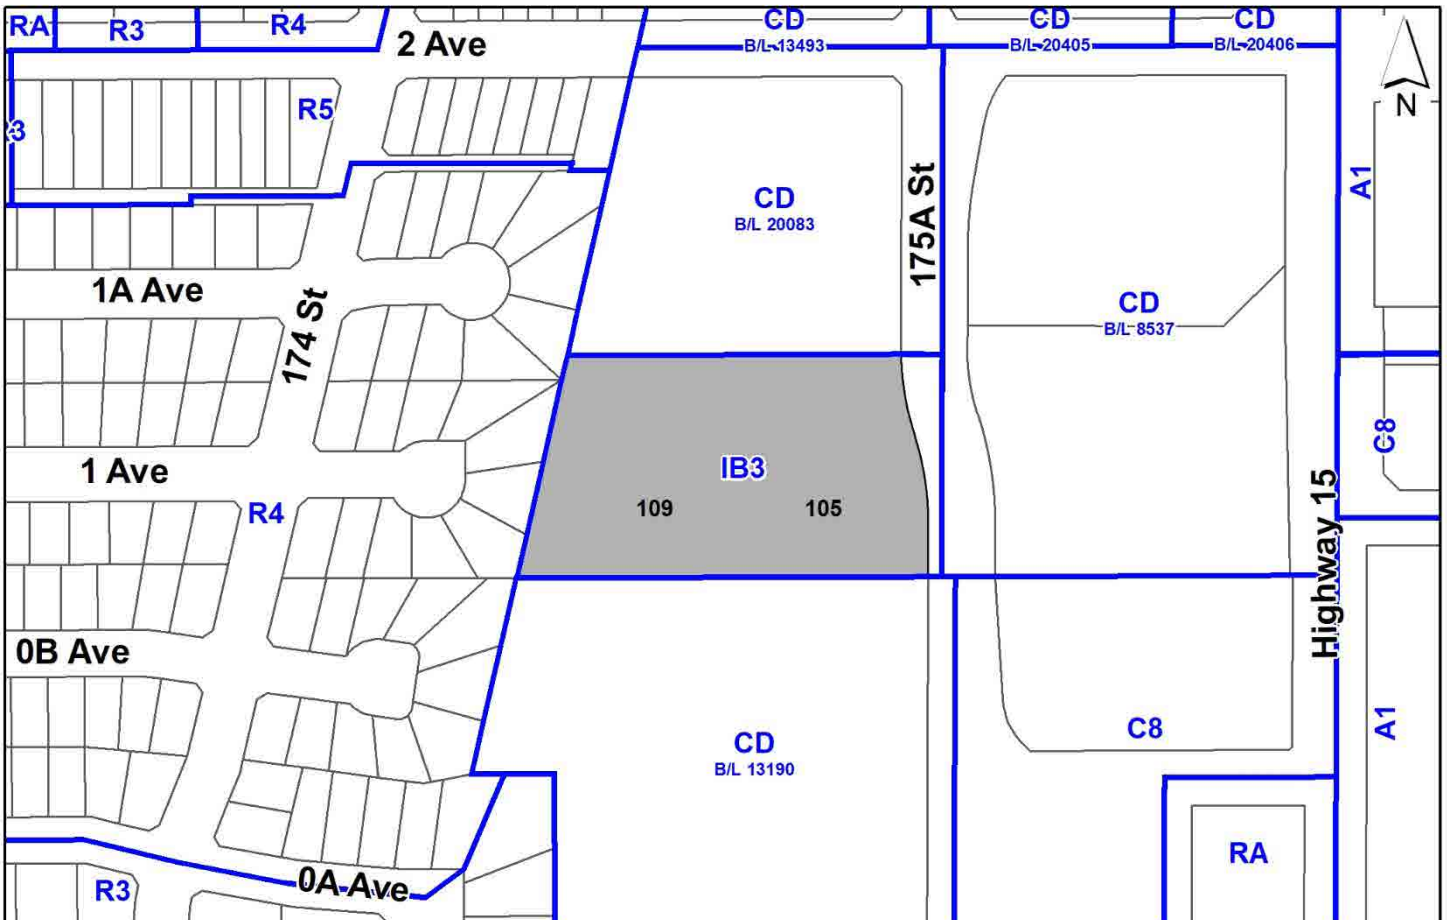 RA
R3
R4
2 Ave
CD
B/L 13493
CD
B/L 20405
CD
B/L 20406
N
R5
3
CD
B/L 20083
175A St
A1
1A Ave
174 St
CD
B/L 8537
C8
1 Ave
IB3
109
105
R4
Highway 15
0B Ave
CD
B/L 13190
C8
A1
RA
0A Ave
R3